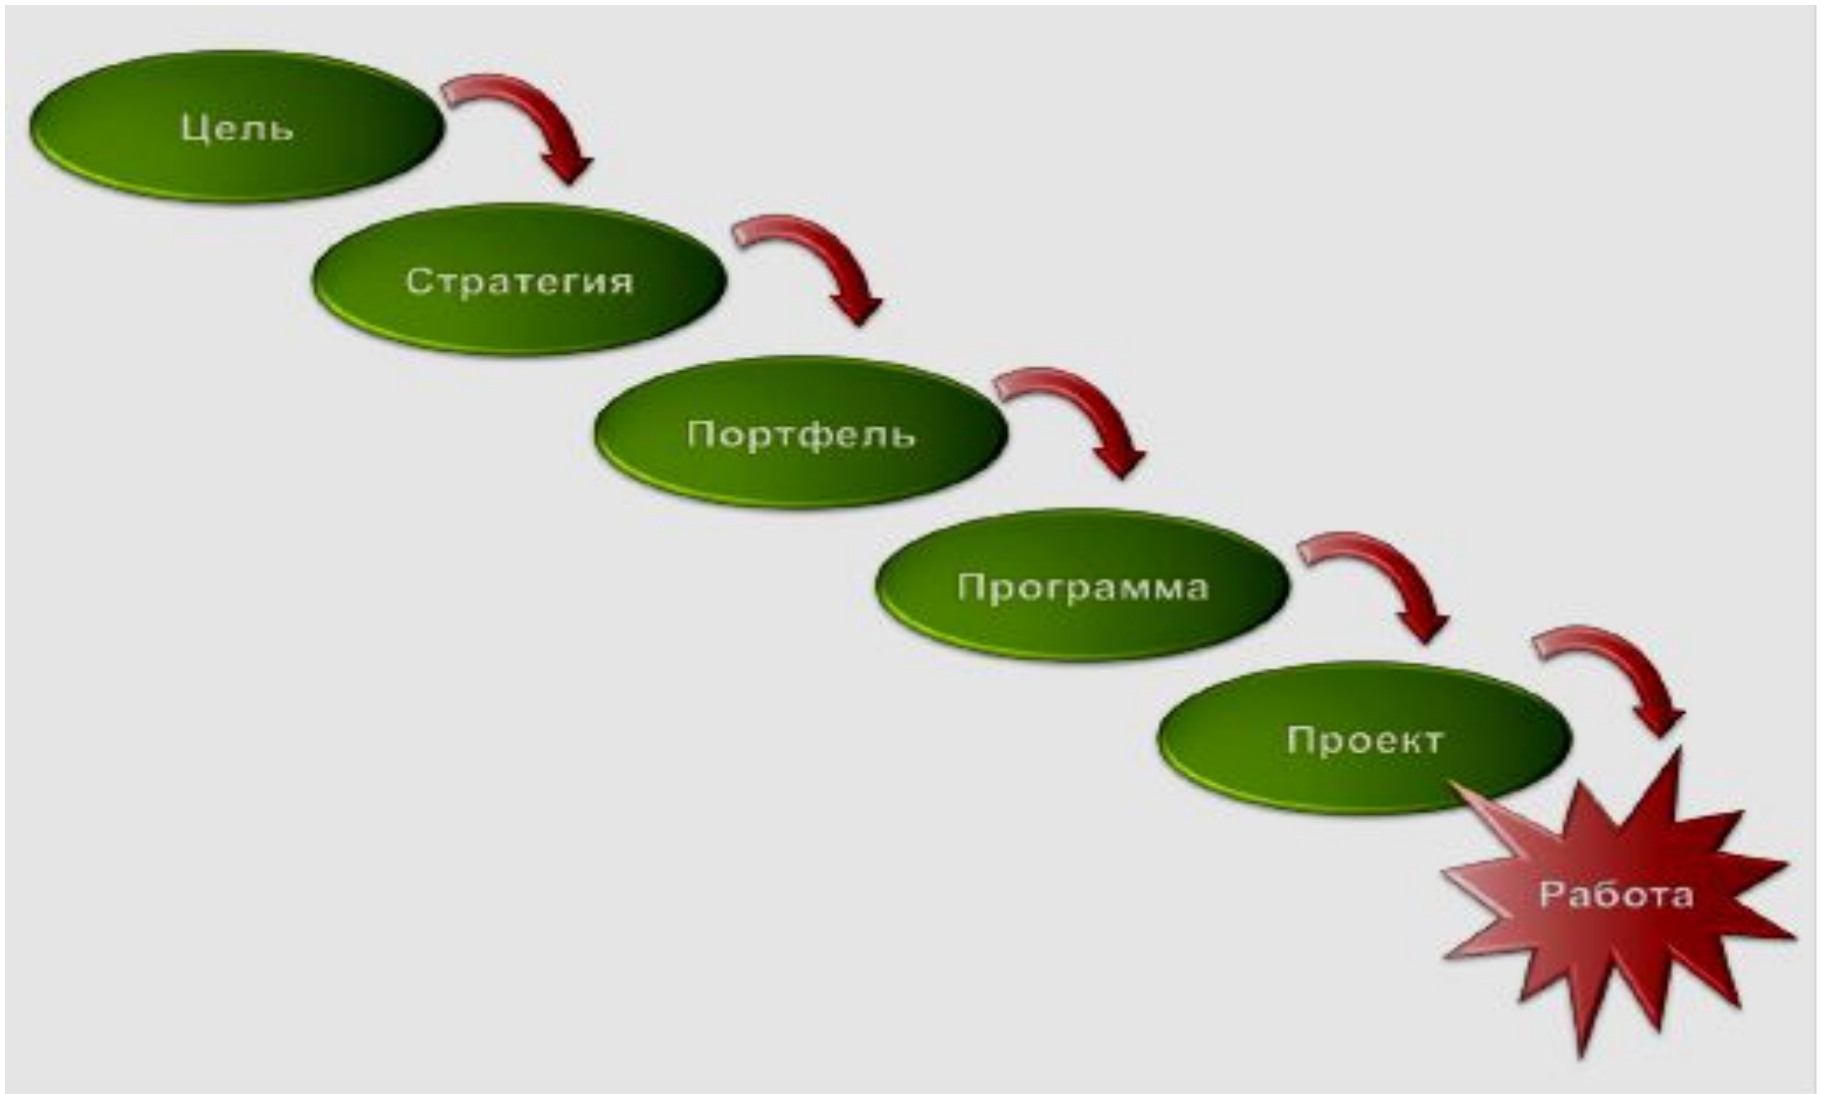 Цель
Стратегия
Портфель
Программа
Проект
Работа